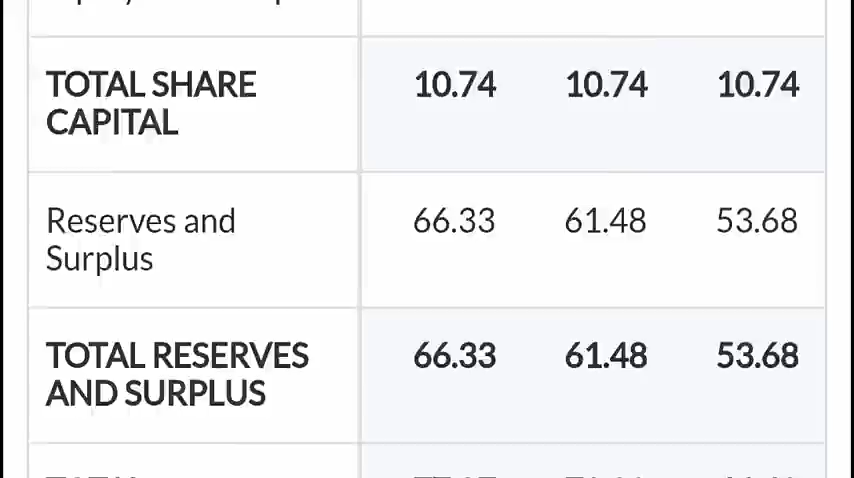 TOTAL SHARE CAPITAL 10.74 10.74 10.74
Reserves and Surplus 66.33 61.48 53.68
TOTAL RESERVES AND SURPLUS 66.33 61.48 53.68